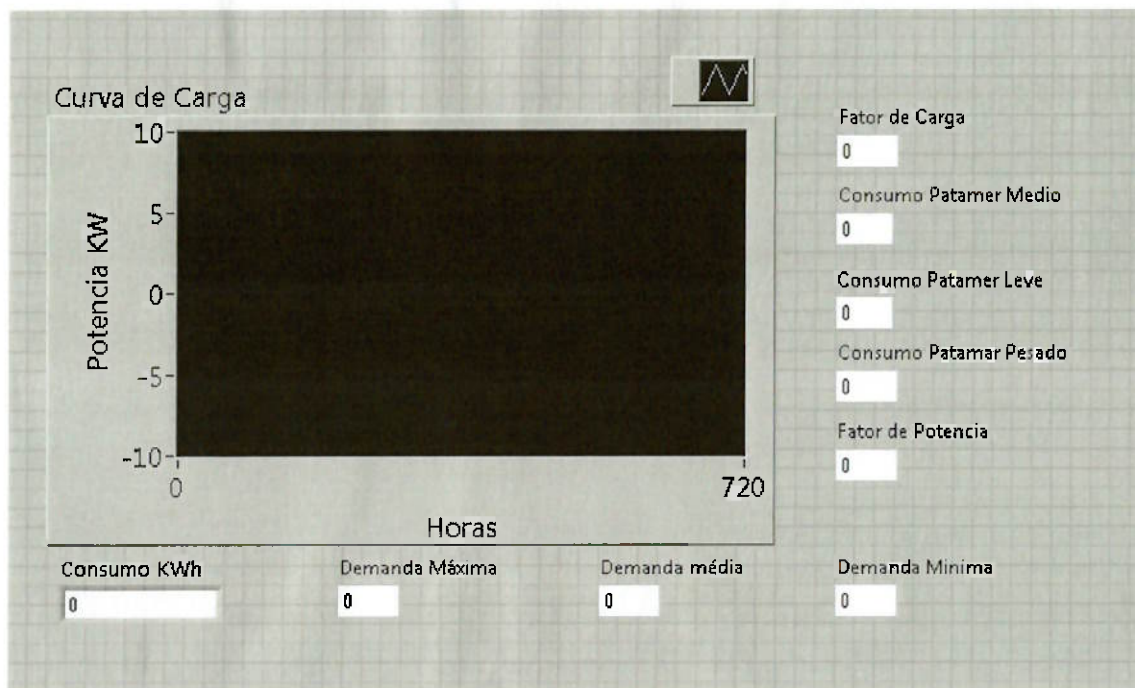 Curva de Carga
10
5
0
-5
-10
Potencia KW
0
720
Horas
Fator de Carga
0
Consumo Patamer Medio
0
Consumo Patamer Leve
0
Consumo Patamar Pesado
0
Fator de Potencia
0
Consumo KWh
0
Demanda Máxima
0
Demanda média
0
Demanda Minima
0